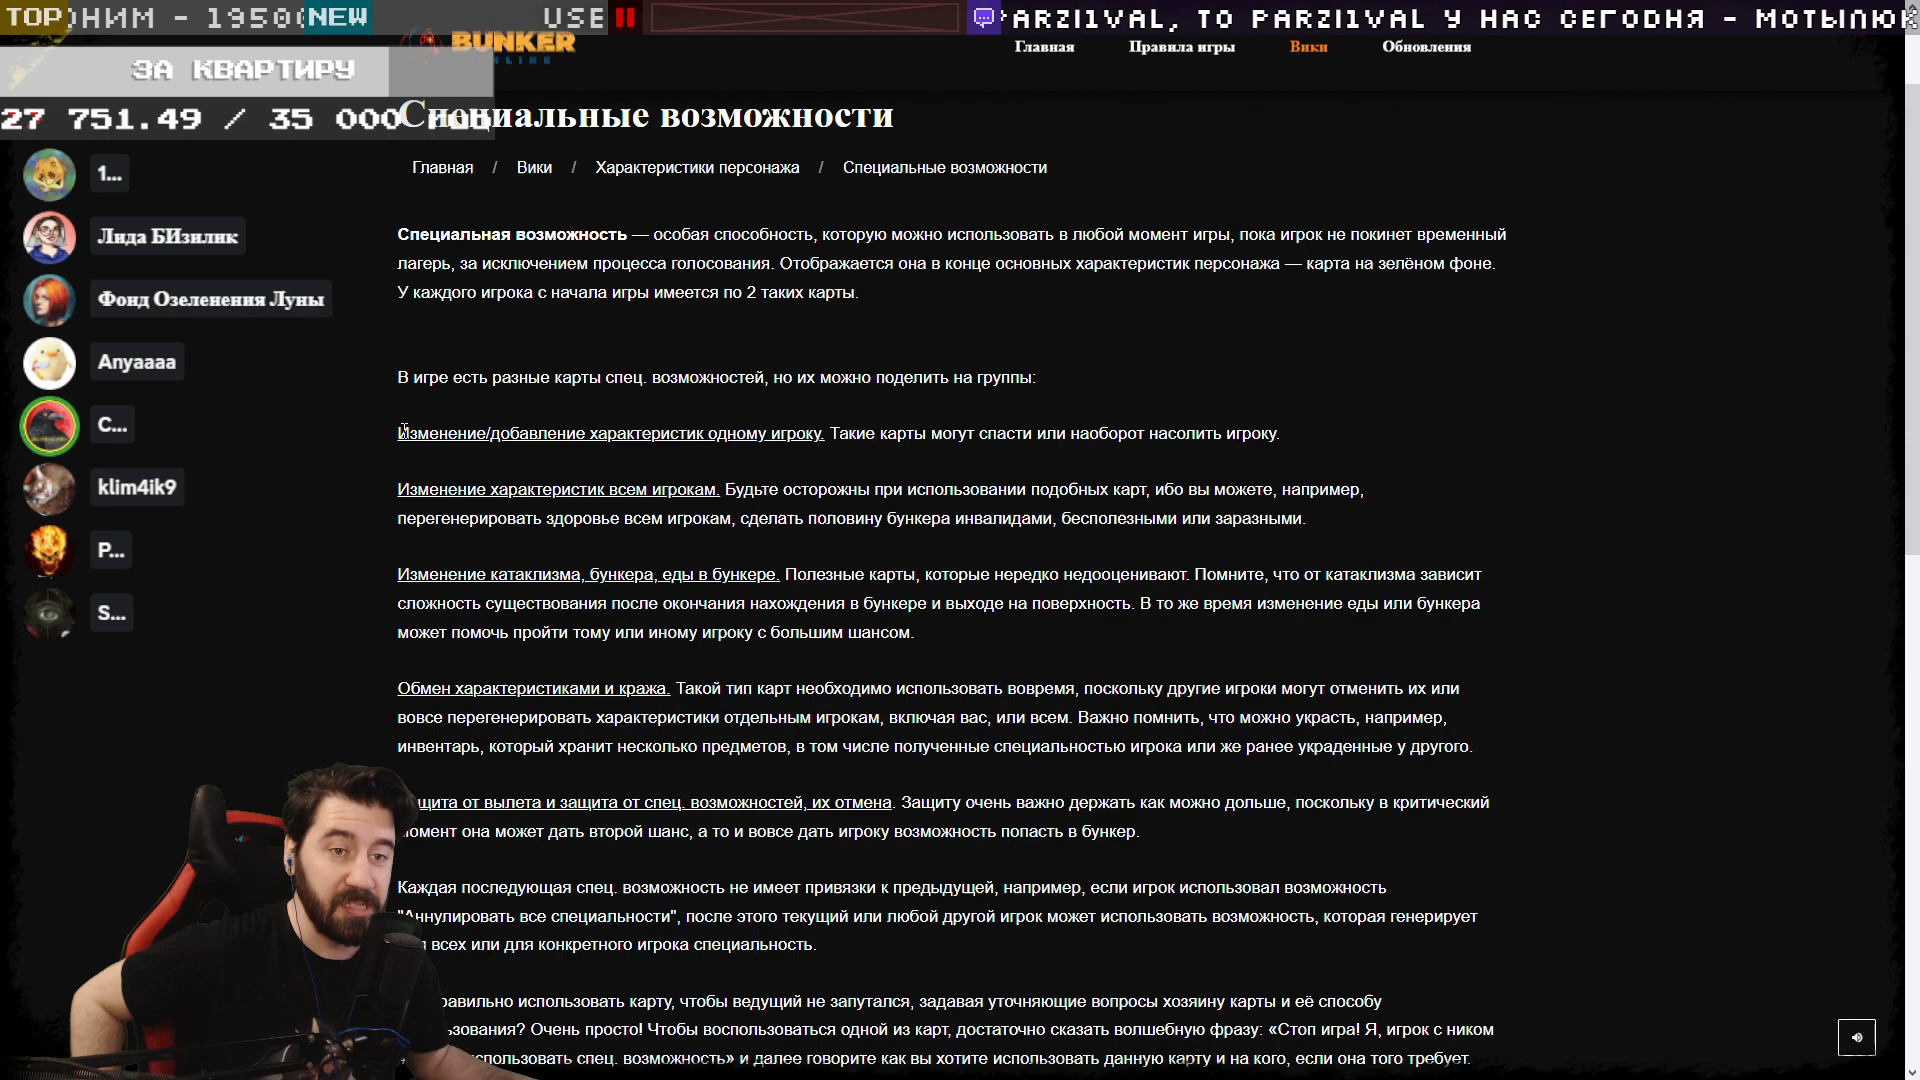 TOP
ОНИМ - 1950
NEW
USE
ARZI1VAL, ТО PARZI1VAL У НАС СЕГОДНЯ - МОТЫЛЮК
BUNKER
Главная
Правила игры
Вики
Обновления
ЗА КВАРТИРУ
27 751.49 / 35 000
Специальные возможности
Главная / Вики / Характеристики персонажа / Специальные возможности
1...
Лида БИзилик
Фонд Озеленения Луны
Anyaaaa
C...
klim4ik9
P...
S...
Специальная возможность — особая способность, которую можно использовать в любой момент игры, пока игрок не покинет временный
лагерь, за исключением процесса голосования. Отображается она в конце основных характеристик персонажа — карта на зелёном фоне.
У каждого игрока с начала игры имеется по 2 таких карты.
В игре есть разные карты спец. возможностей, но их можно поделить на группы:
Изменение/добавление характеристик одному игроку. Такие карты могут спасти или наоборот насолить игроку.
Изменение характеристик всем игрокам. Будьте осторожны при использовании подобных карт, ибо вы можете, например,
перегенерировать здоровье всем игрокам, сделать половину бункера инвалидами, бесполезными или заразными.
Изменение катаклизма, бункера, еды в бункере. Полезные карты, которые нередко недооценивают. Помните, что от катаклизма зависит
сложность существования после окончания нахождения в бункере и выходе на поверхность. В то же время изменение еды или бункера
может помочь пройти тому или иному игроку с большим шансом.
Обмен характеристиками и кража. Такой тип карт необходимо использовать вовремя, поскольку другие игроки могут отменить их или
вовсе перегенерировать характеристики отдельным игрокам, включая вас, или всем. Важно помнить, что можно украсть, например,
инвентарь, который хранит несколько предметов, в том числе полученные специальностью игрока или же ранее украденные у другого.
щита от вылета и защита от спец. возможностей, их отмена. Защиту очень важно держать как можно дольше, поскольку в критический
момент она может дать второй шанс, а то и вовсе дать игроку возможность попасть в бункер.
Каждая последующая спец. возможность не имеет привязки к предыдущей, например, если игрок использовал возможность
"Аннулировать все специальности", после этого текущий или любой другой игрок может использовать возможность, которая генерирует
всех или для конкретного игрока специальность.
равильно использовать карту, чтобы ведущий не запутался, задавая уточняющие вопросы хозяину карты и её способу
ьзования? Очень просто! Чтобы воспользоваться одной из карт, достаточно сказать волшебную фразу: «Стоп игра! Я, игрок с ником
спользовать спец. возможность» и далее говорите как вы хотите использовать данную карту и на кого, если она того требует.